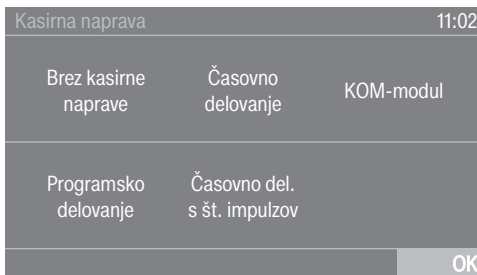 Kasirna naprava 11:02
Brez kasirne
naprave
Časovno
delovanje
KOM-modul
Programsko
delovanje
Časovno del.
s št. impulzov
OK